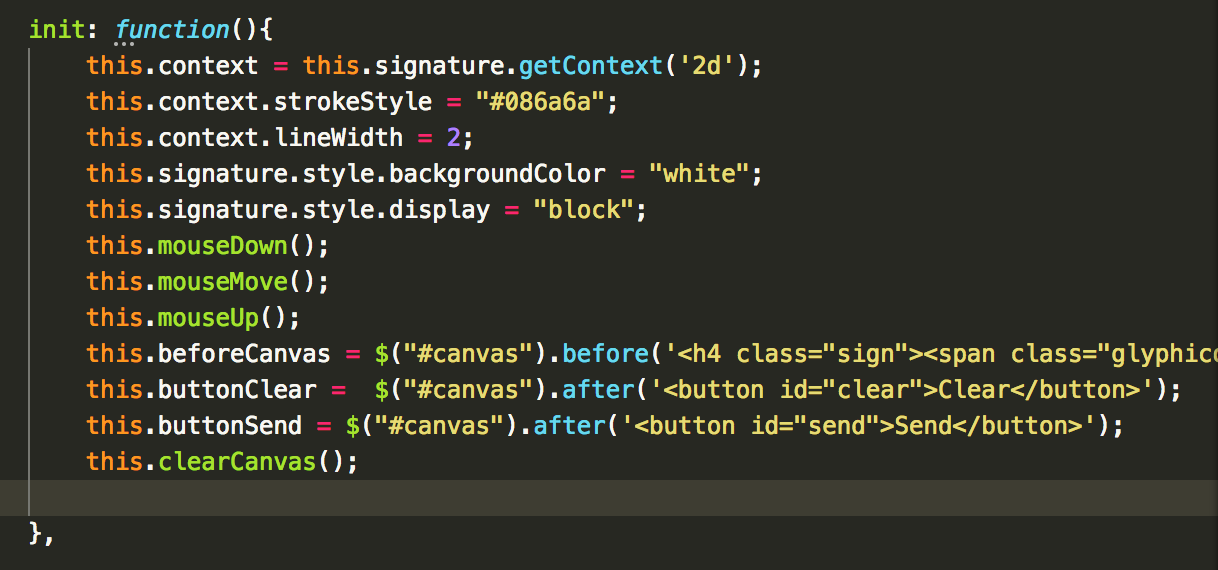 init: function(){
this.context = this.signature.getContext('2d');
this.context.strokeStyle = "#086a6a";
this.context.lineWidth = 2;
this.signature.style.backgroundColor = "white";
this.signature.style.display = "block";
this.mouseDown();
this.mouseMove();
this.mouseUp();
this.beforeCanvas = $("#canvas").before('<h4 class="sign"><span class="
this.buttonClear =  $("#canvas").after('<button id="clear">Clear</button>');
this.buttonSend = $("#canvas").after('<button id="send">Send</button>');
this.clearCanvas();
},